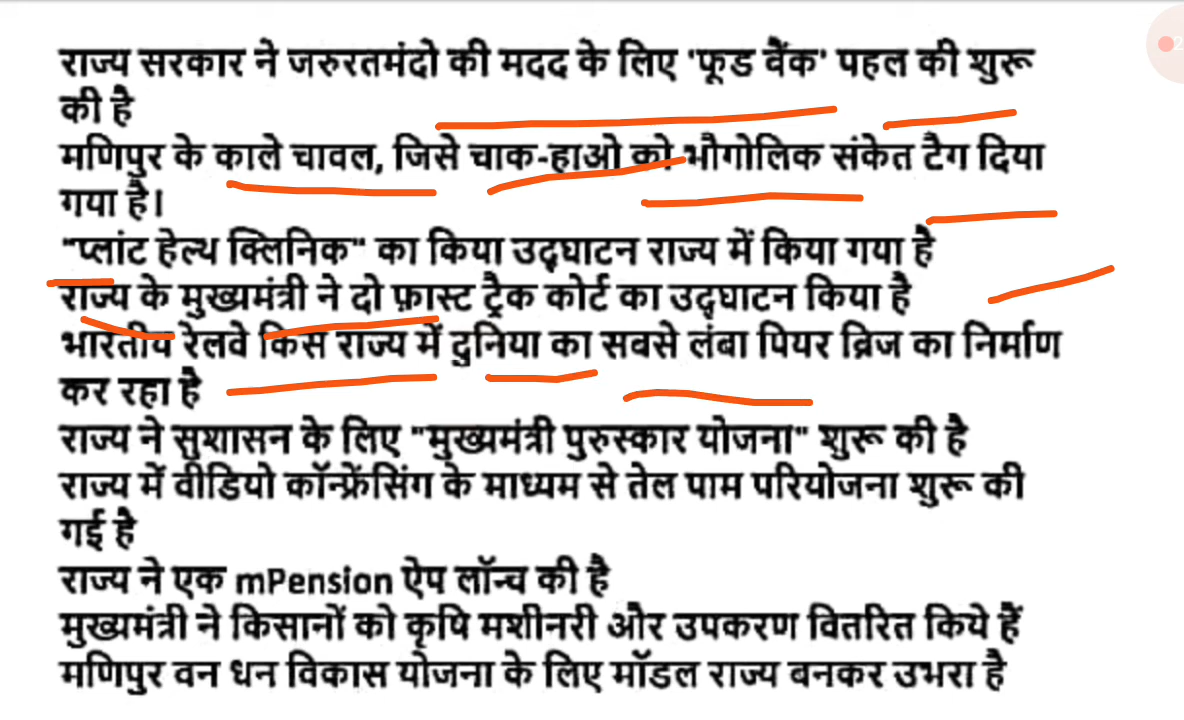 राज्य सरकार ने जरुरतमंदो की मदद के लिए 'फूड बैंक' पहल की शुरू
की है
मणिपुर के काले चावल, जिसे चाक-हाओ को भौगोलिक संकेत टैग दिया
गया है।
"प्लांट हेल्थ क्लिनिक" का किया उद्घाटन राज्य में किया गया है
राज्य के मुख्यमंत्री ने दो फ़ास्ट ट्रैक कोर्ट का उद्घाटन किया है
भारतीय रेलवे किस राज्य में दुनिया का सबसे लंबा पियर ब्रिज का निर्माण
कर रहा है
राज्य ने सुशासन के लिए "मुख्यमंत्री पुरुस्कार योजना" शुरू की है
राज्य में वीडियो कॉन्फ्रेंसिंग के माध्यम से तेल पाम परियोजना शुरू की
गई है
राज्य ने एक mPension ऐप लॉन्च की है
मुख्यमंत्री ने किसानों को कृषि मशीनरी और उपकरण वितरित किये हैं
मणिपुर वन धन विकास योजना के लिए मॉडल राज्य बनकर उभरा है